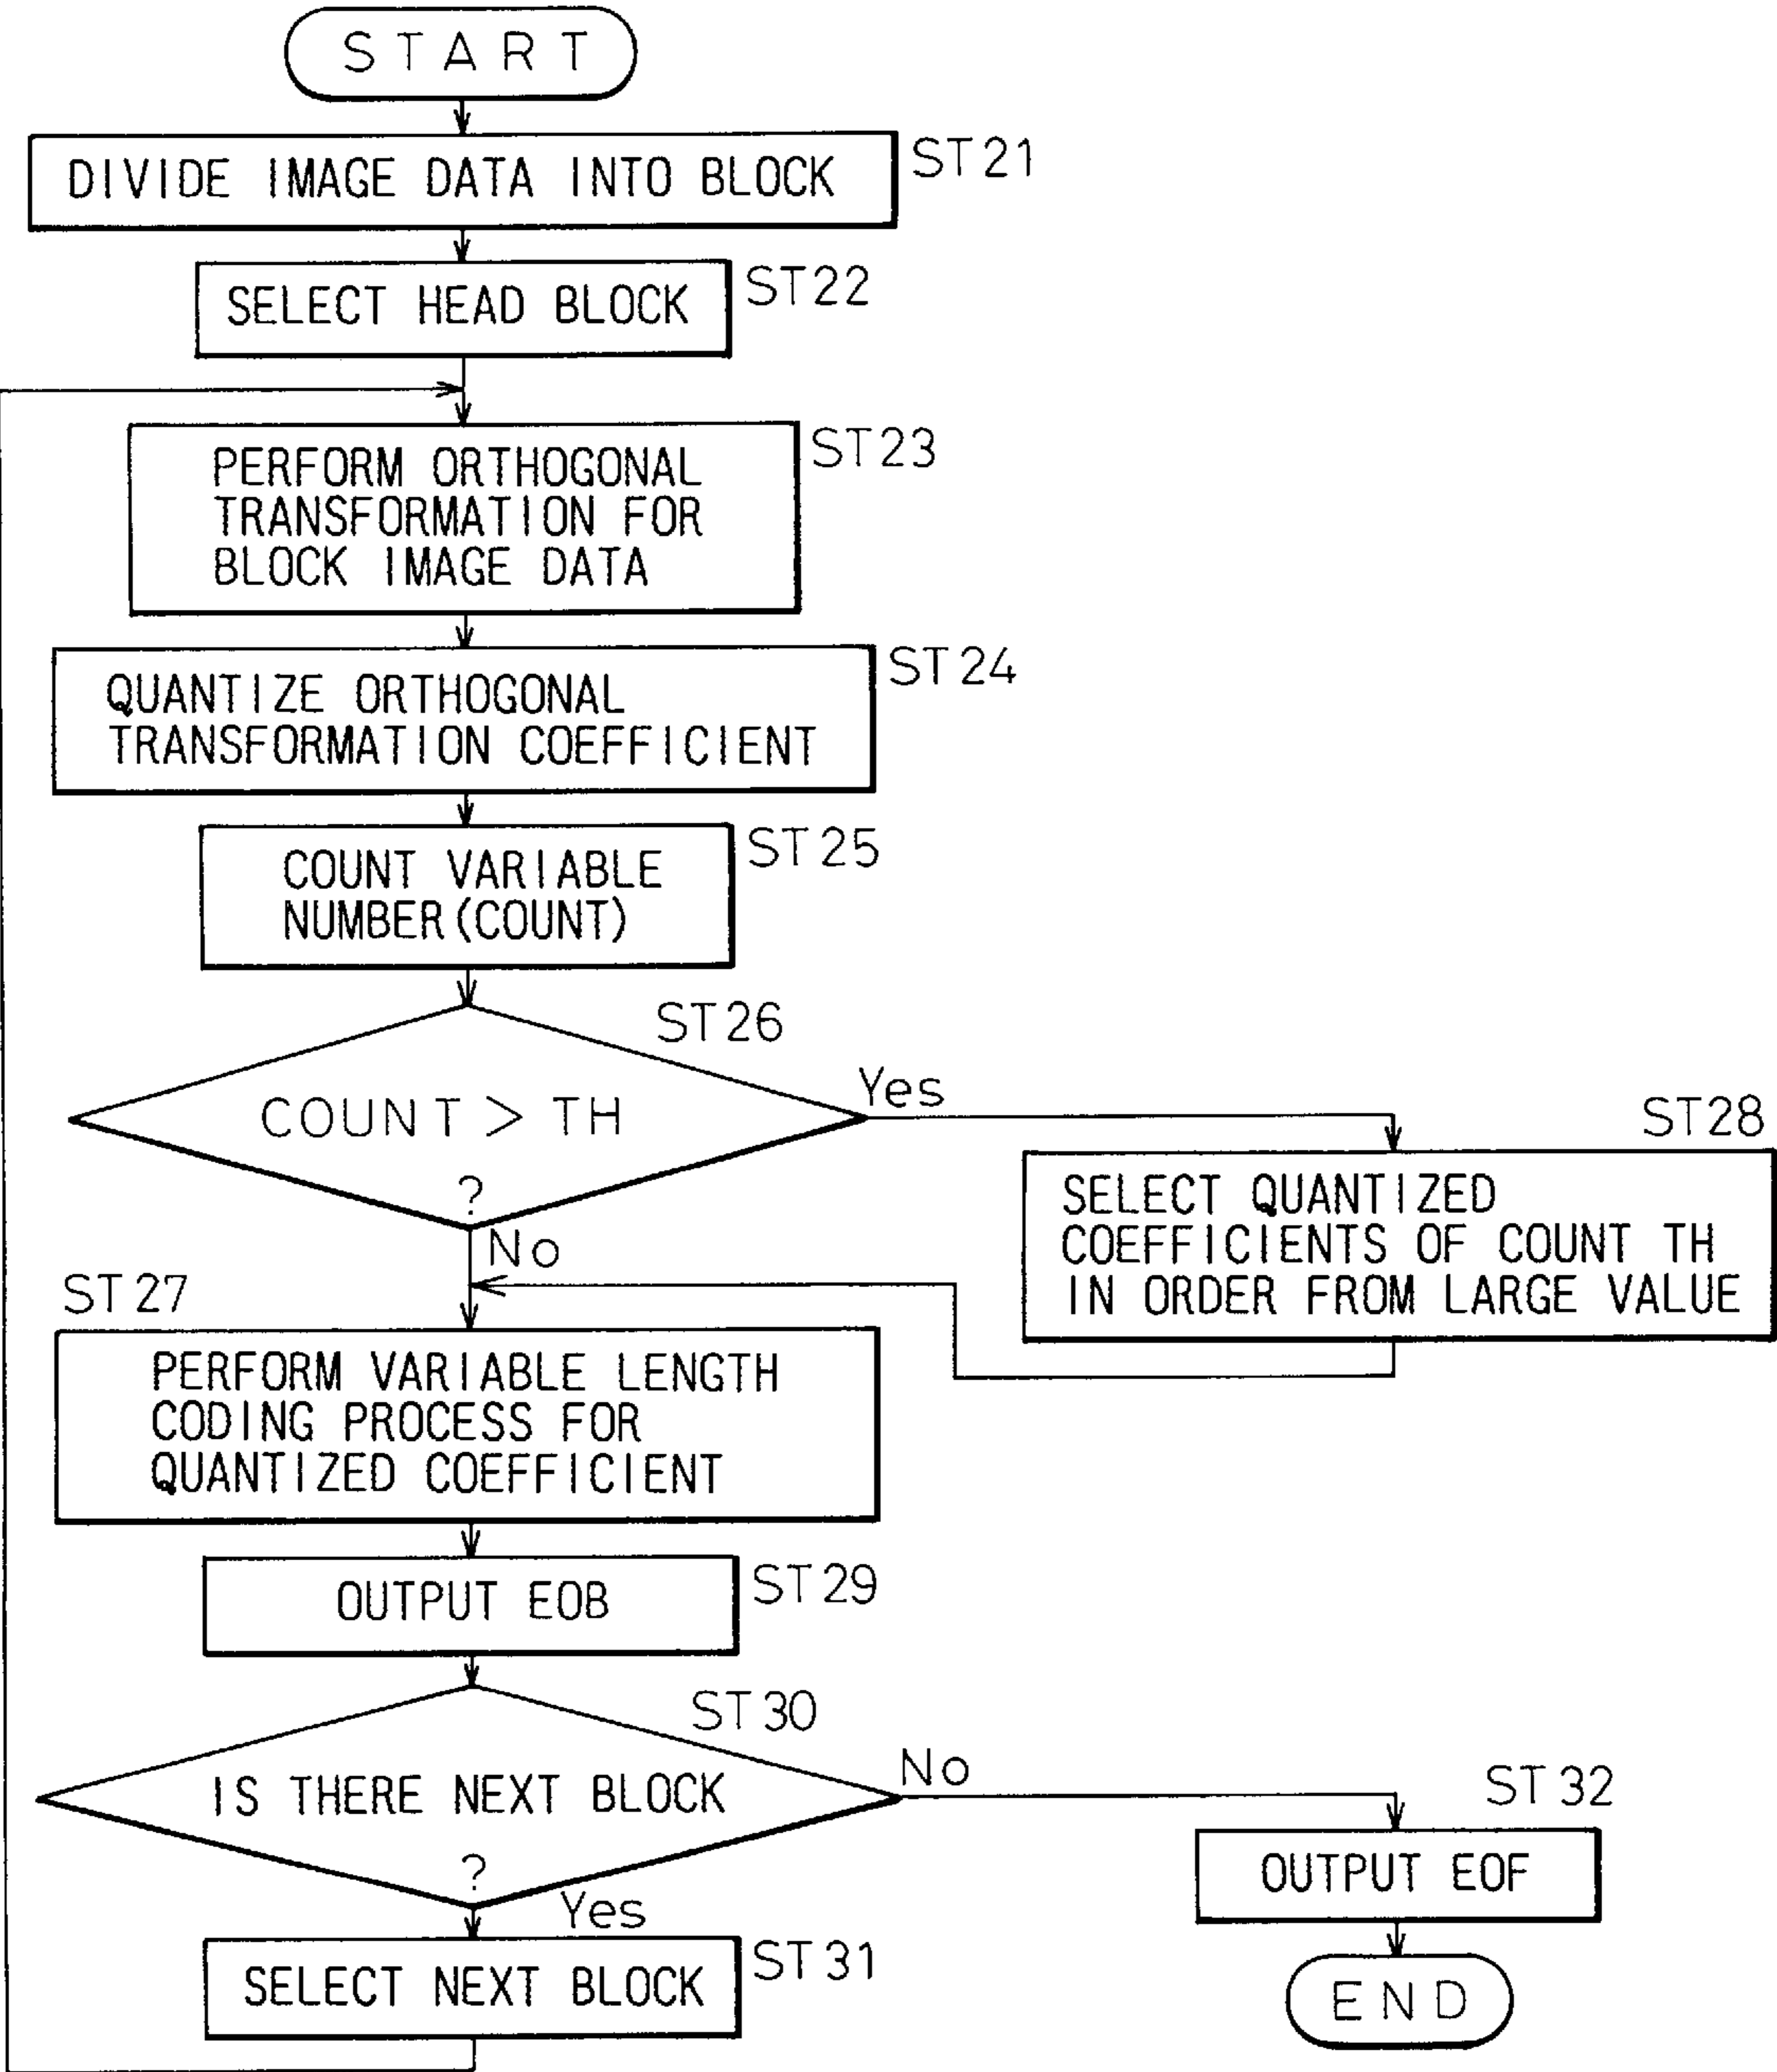 START
DIVIDE IMAGE DATA INTO BLOCK
ST21
SELECT HEAD BLOCK
ST22
PERFORM ORTHOGONAL
TRANSFORMATION FOR
BLOCK IMAGE DATA
ST23
QUANTIZE ORTHOGONAL
TRANSFORMATION COEFFICIENT
ST24
COUNT VARIABLE
NUMBER(COUNT)
ST25
ST26
COUNT > TH
?
Yes
No
ST28
SELECT QUANTIZED
COEFFICIENTS OF COUNT TH
IN ORDER FROM LARGE VALUE
ST27
PERFORM VARIABLE LENGTH
CODING PROCESS FOR
QUANTIZED COEFFICIENT
OUTPUT EOB
ST29
ST30
IS THERE NEXT BLOCK
?
No
Yes
ST32
OUTPUT EOF
SELECT NEXT BLOCK
ST31
END